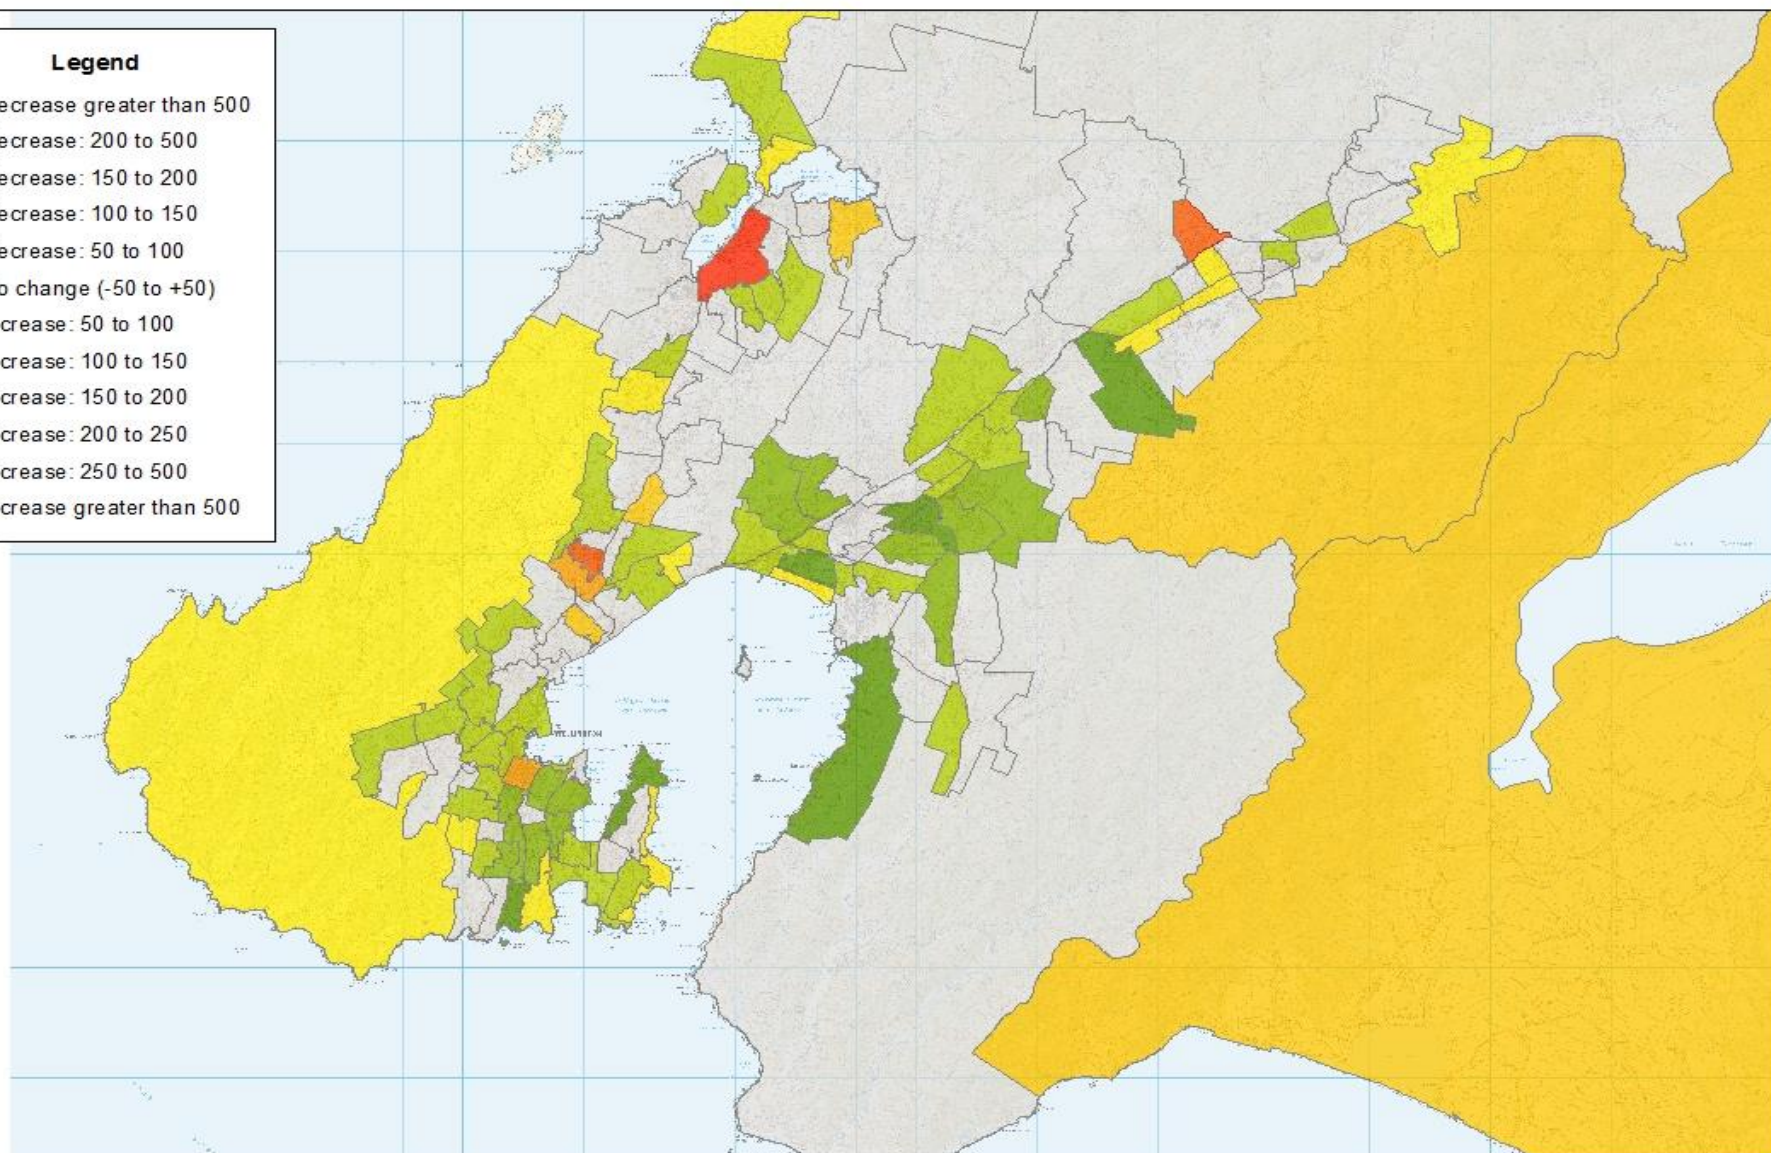 Legend
ecrease greater than 500
ecrease: 200 to 500
ecrease: 150 to 200
ecrease: 100 to 150
ecrease: 50 to 100
o change (-50 to +50)
crease: 50 to 100
crease: 100 to 150
crease: 150 to 200
crease: 200 to 250
crease: 250 to 500
crease greater than 500